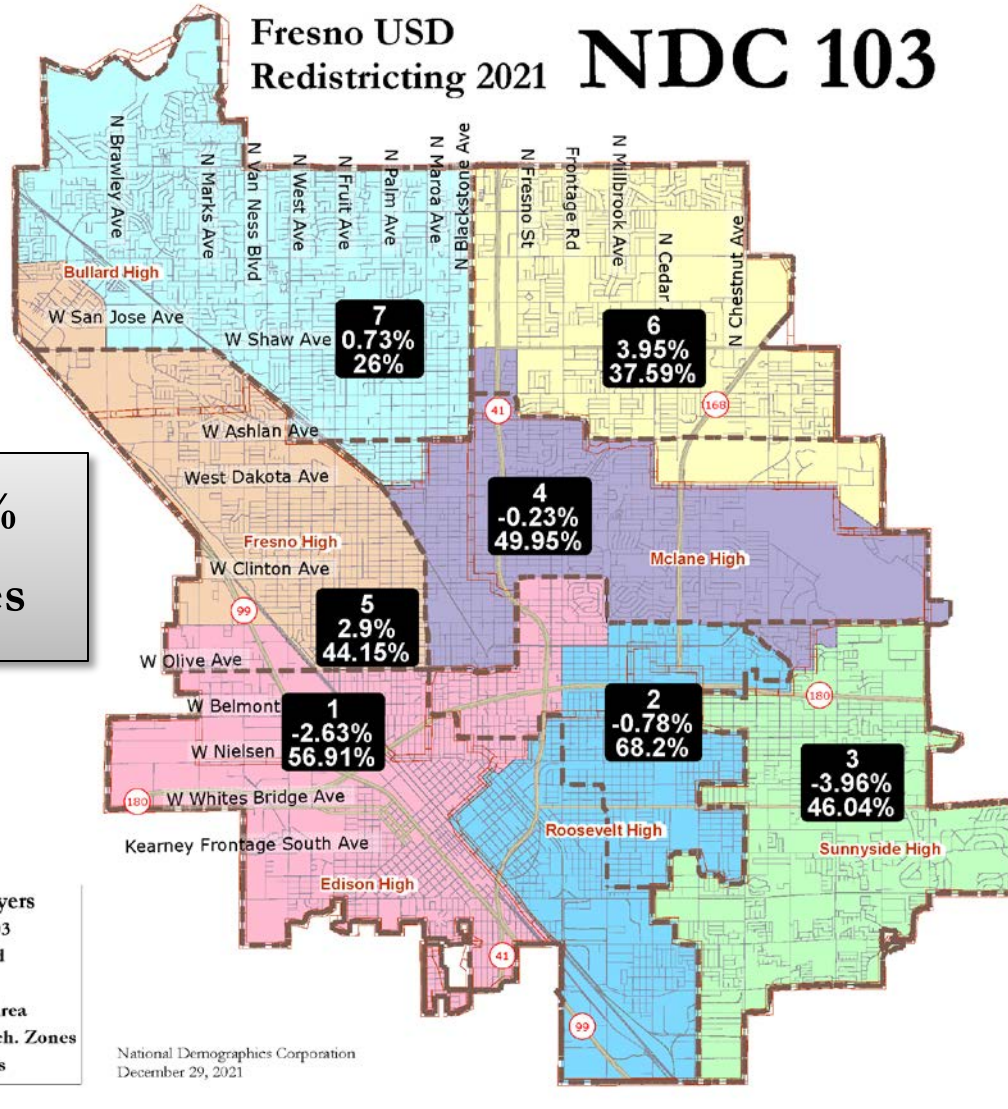 Fresno USD
Redistricting 2021
NDC 103
N Brawley Ave
N Marks Ave
N Van Ness Blvd
N West Ave
N Fruit Ave
N Palm Ave
N Maroa Ave
N Blackstone Ave
N Fresno St
Frontage Rd
N Millbrook Ave
N Cedar
N Chestnut Ave
Bullard High
W San Jose Ave
W Shaw Ave
7
0.73%
26%
6
3.95%
37.59%
41
168
W Ashlan Ave
West Dakota Ave
%
4
-0.23%
49.95%
Fresno High
Mclane High
W Clinton Ave
99
5
2.9%
44.15%
W Olive Ave
W Belmont
180
1
-2.63%
56.91%
2
-0.78%
68.2%
W Nielsen
3
-3.96%
46.04%
180
W Whites Bridge Ave
Roosevelt High
Kearney Frontage South Ave
Sunnyside High
Edison High
41
99
ch. Zones
National Demographics Corporation
December 29, 2021